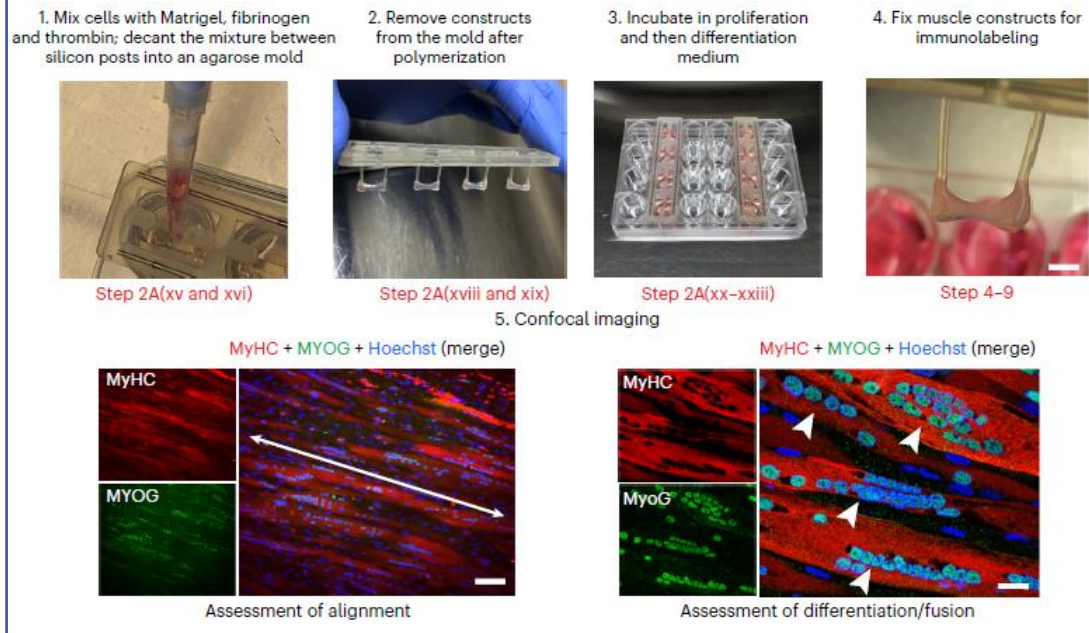 1. Mix cells with Matrigel, fibrinogen
and thrombin; decant the mixture between
silicon posts into an agarose mold
2. Remove constructs
from the mold after
polymerization
3. Incubate in proliferation
and then differentiation
medium
4. Fix muscle constructs for
immunolabeling
Step 2A(xv and xvi)
Step 2A(xviii and xix)
Step 2A(xx–xxiii)
Step 4–9
5. Confocal imaging
MyHC + MYOG + Hoechst (merge)
MyHC
MYOG
Assessment of alignment
MyHC + MYOG + Hoechst (merge)
MyHC
MyoG
Assessment of differentiation/fusion